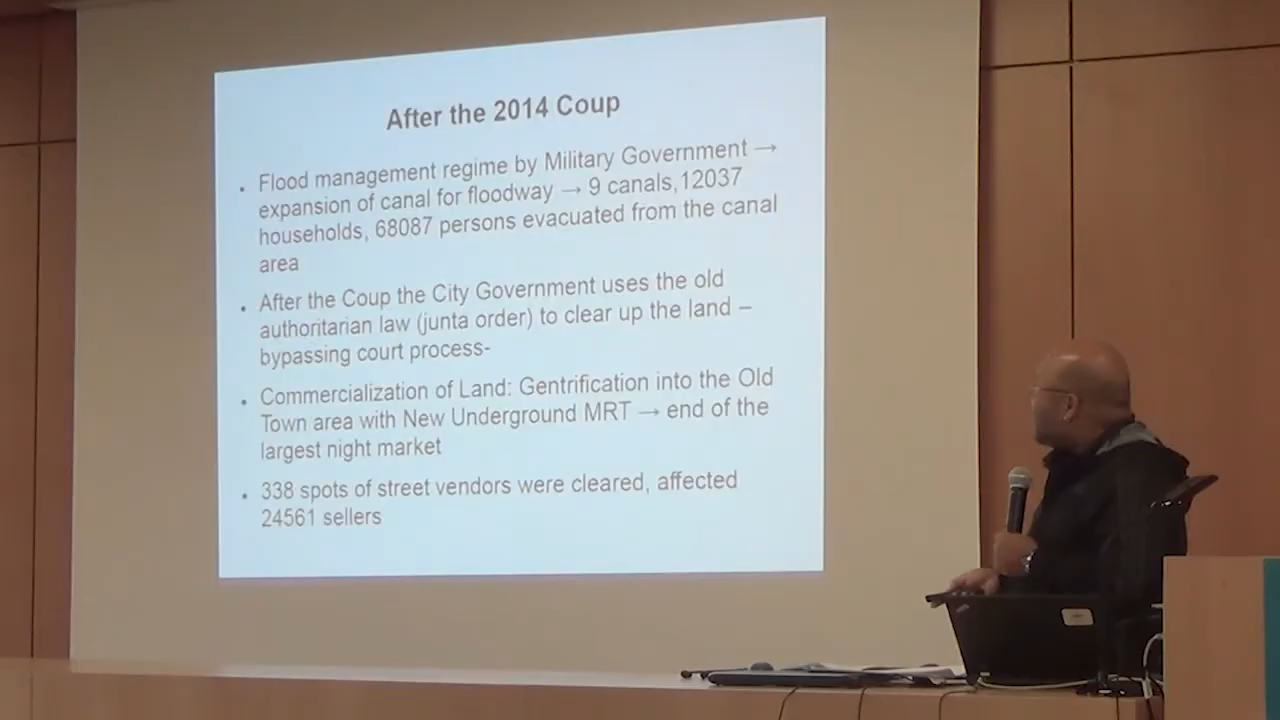 After the 2014 Coup
• Flood management regime by Military Government →
expansion of canal for floodway → 9 canals,12037
households, 68087 persons evacuated from the canal
area
• After the Coup the City Government uses the old
authoritarian law (junta order) to clear up the land –
bypassing court process-
• Commercialization of Land: Gentrification into the Old
Town area with New Underground MRT → end of the
largest night market
• 338 spots of street vendors were cleared, affected
24561 sellers